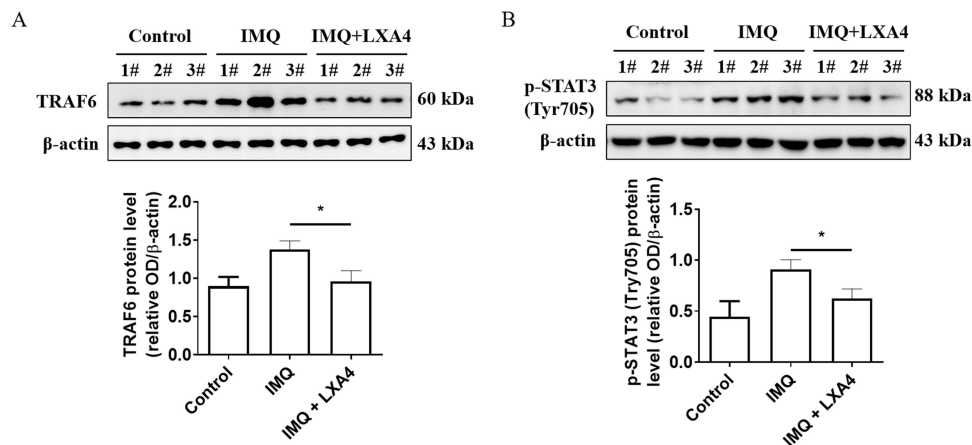 A
Control IMQ IMQ+LXA4
1# 2# 3# 1# 2# 3# 1# 2# 3#
TRAF6 60 kDa
β-actin 43 kDa
TRAF6 protein level
(relative OD/β-actin)
2.0
1.5
1.0
0.5
0.0
*
Control
IMQ
IMQ + LXA4
B
Control IMQ IMQ+LXA4
1# 2# 3# 1# 2# 3# 1# 2# 3#
p-STAT3
(Tyr705)
88 kDa
β-actin 43 kDa
p-STAT3 (Try705) protein
level (relative OD/β-actin)
1.5
1.0
0.5
0.0
*
Control
IMQ
IMQ + LXA4